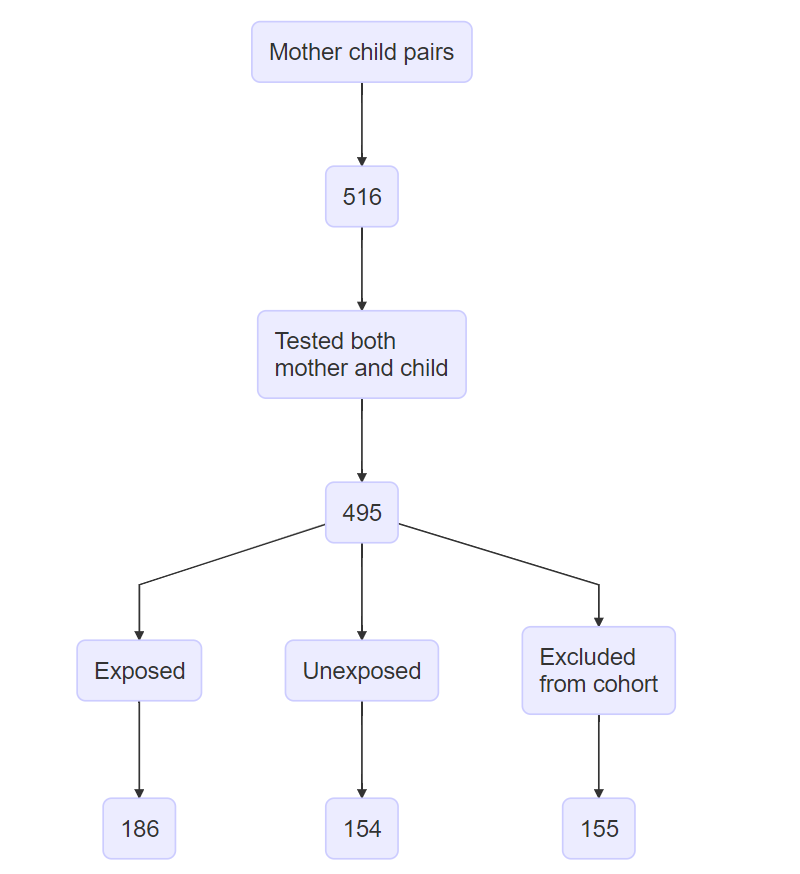 Mother child pairs
516
Tested both
mother and child
495
Exposed
Unexposed
Excluded
from cohort
186
154
155